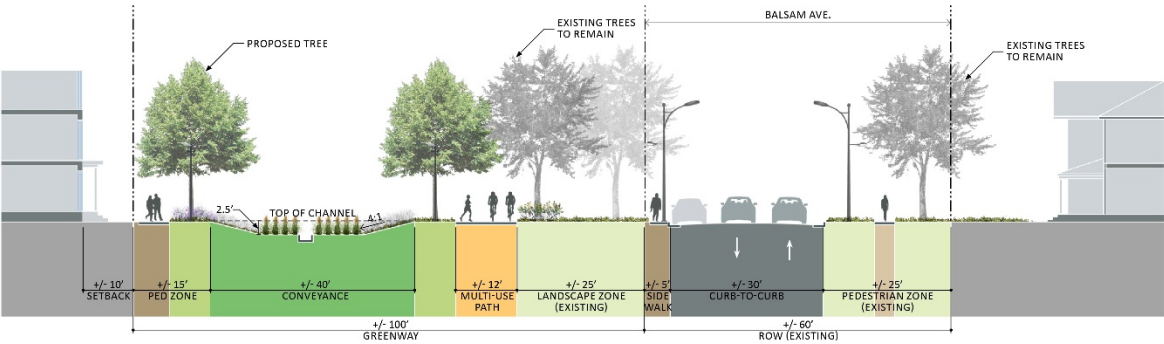 BALSAM AVE.
PROPOSED TREE
EXISTING TREES
TO REMAIN
EXISTING TREES
TO REMAIN
2.5'
TOP OF CHANNEL
4:1
+/- 10'
SETBACK
+/- 15'
PED ZONE
+/- 40'
CONVEYANCE
+/- 12'
MULTI-USE
PATH
+/- 25'
LANDSCAPE ZONE
(EXISTING)
+/- 5'
SIDE
WALK
+/- 30'
CURB-TO-CURB
+/- 25'
PEDESTRIAN ZONE
(EXISTING)
+/- 100'
GREENWAY
+/- 60'
ROW (EXISTING)